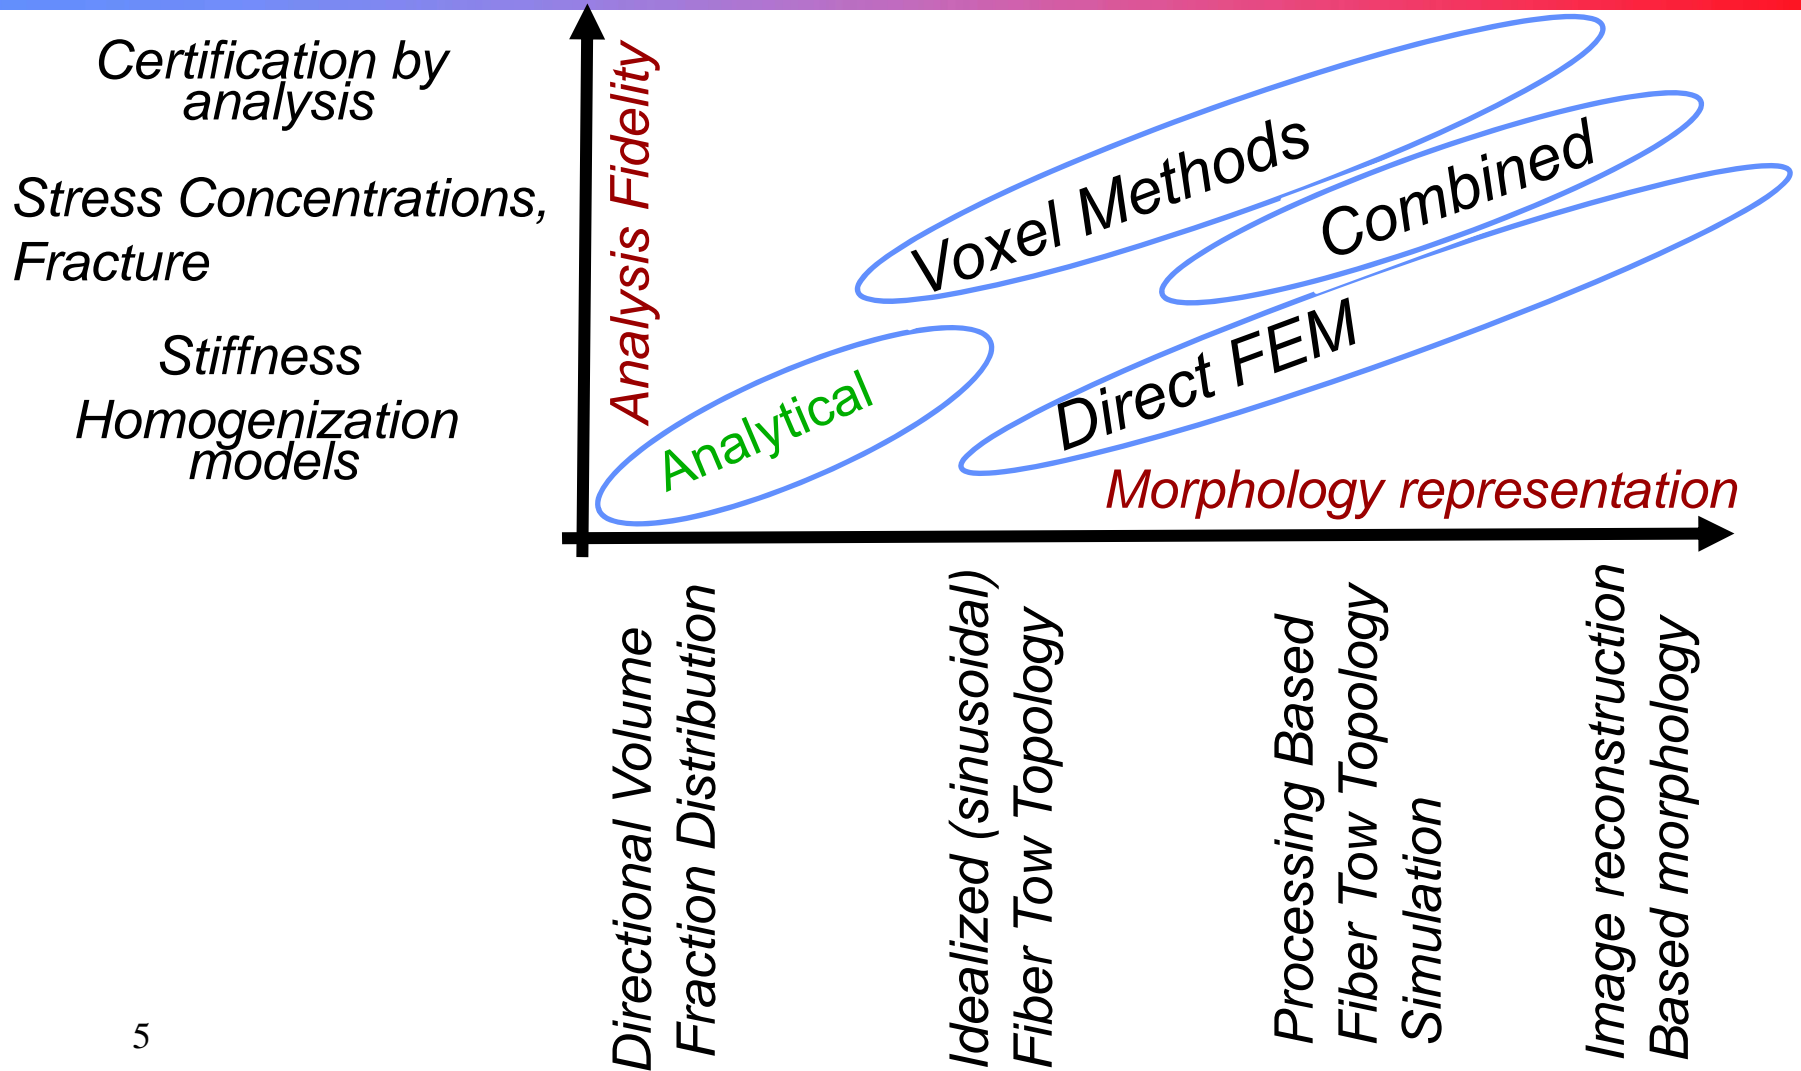 Certification by
analysis
Stress Concentrations,
Fracture
Stiffness
Homogenization
models
Analysis Fidelity
Voxel Methods
Combined
Direct FEM
Analytical
Morphology representation
Directional Volume
Fraction Distribution
Idealized (sinusoidal)
Fiber Tow Topology
Processing Based
Fiber Tow Topology
Simulation
Image reconstruction
Based morphology
5